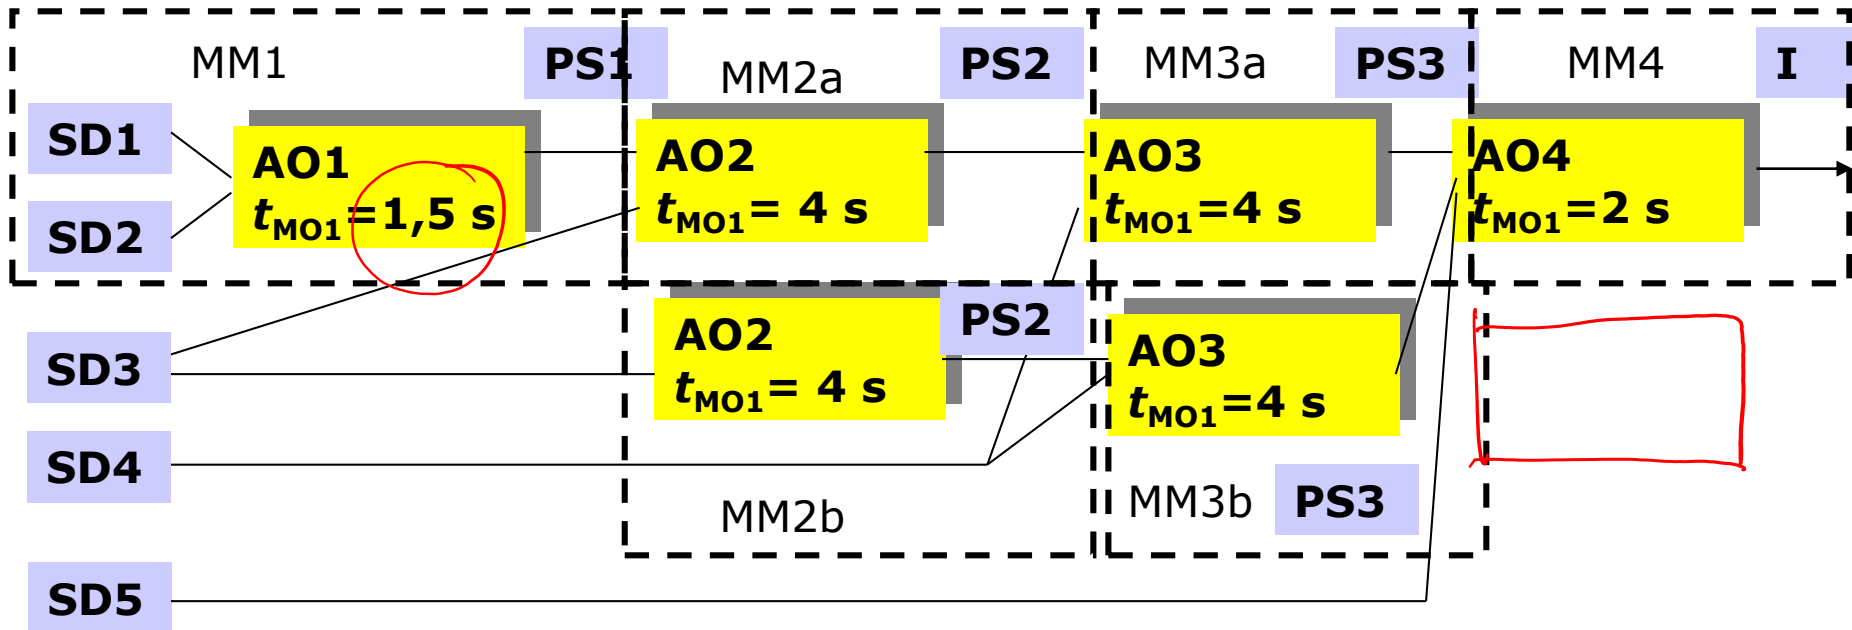 MM1
PS1
MM2a
PS2
MM3a
PS3
MM4
I
SD1
SD2
AO1
tMO1=1,5 s
AO2
tMO1= 4 s
AO3
tMO1=4 s
AO4
tMO1=2 s
SD3
AO2
tMO1= 4 s
PS2
AO3
tMO1=4 s
SD4
MM2b
MM3b
PS3
SD5